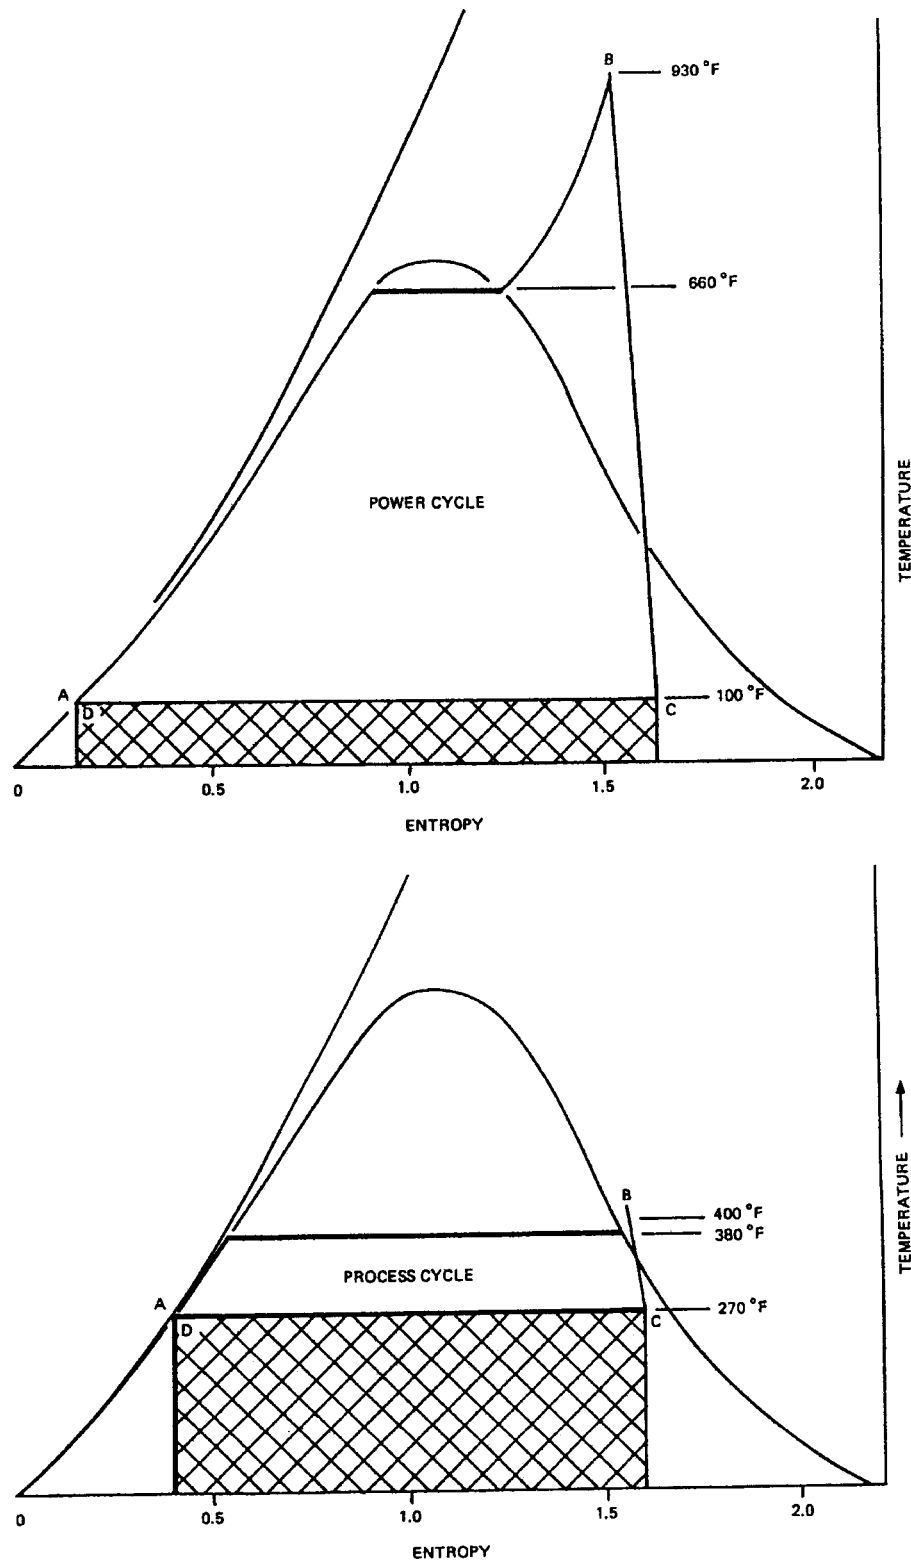 B
930 °F
660 °F
POWER CYCLE
TEMPERATURE
A
D
100 °F
C
0
0.5
1.0
1.5
2.0
ENTROPY
B
400 °F
380 °F
PROCESS CYCLE
TEMPERATURE
A
D
270 °F
C
0
0.5
1.0
1.5
2.0
ENTROPY